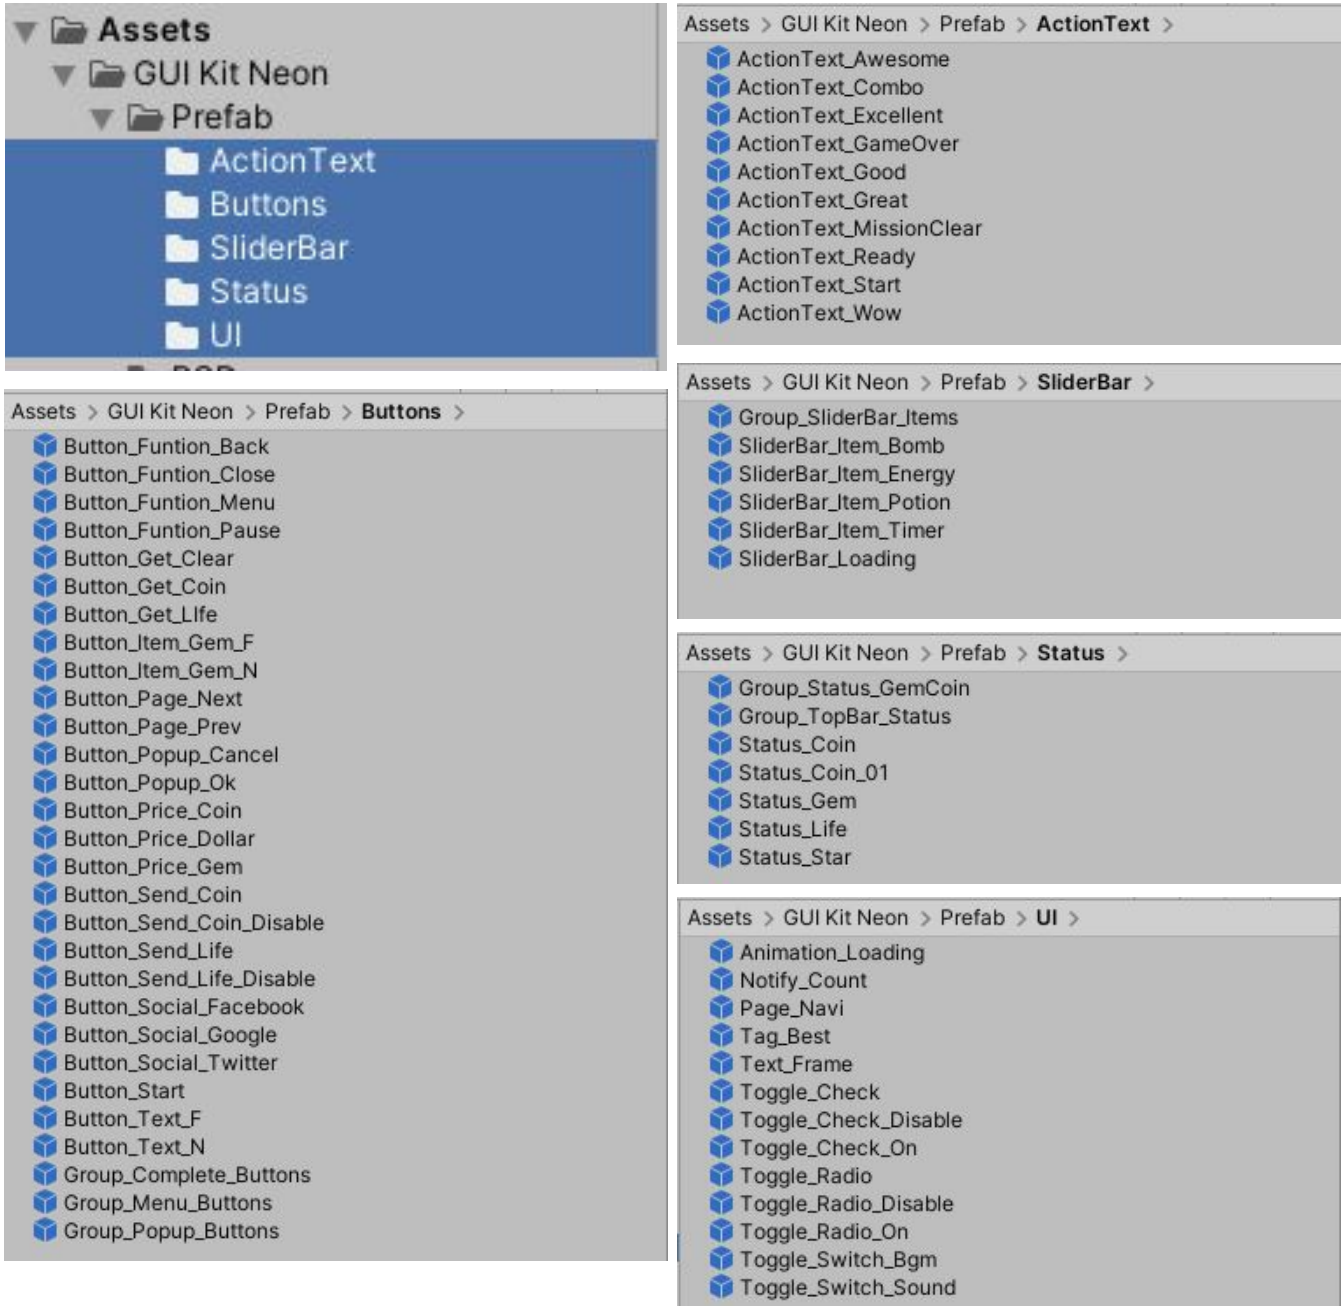 Assets
GUI Kit Neon
Prefab
ActionText
Buttons
SliderBar
Status
UI
Assets > GUI Kit Neon > Prefab > ActionText >
ActionText_Awesome
ActionText_Combo
ActionText_Excellent
ActionText_GameOver
ActionText_Good
ActionText_Great
ActionText_MissionClear
ActionText_Ready
ActionText_Start
ActionText_Wow
Assets > GUI Kit Neon > Prefab > Buttons >
Button_Funtion_Back
Button_Funtion_Close
Button_Funtion_Menu
Button_Funtion_Pause
Button_Get_Clear
Button_Get_Coin
Button_Get_LIfe
Button_Item_Gem_F
Button_Item_Gem_N
Button_Page_Next
Button_Page_Prev
Button_Popup_Cancel
Button_Popup_Ok
Button_Price_Coin
Button_Price_Dollar
Button_Price_Gem
Button_Send_Coin
Button_Send_Coin_Disable
Button_Send_Life
Button_Send_Life_Disable
Button_Social_Facebook
Button_Social_Google
Button_Social_Twitter
Button_Start
Button_Text_F
Button_Text_N
Group_Complete_Buttons
Group_Menu_Buttons
Group_Popup_Buttons
Assets > GUI Kit Neon > Prefab > SliderBar >
Group_SliderBar_Items
SliderBar_Item_Bomb
SliderBar_Item_Energy
SliderBar_Item_Potion
SliderBar_Item_Timer
SliderBar_Loading
Assets > GUI Kit Neon > Prefab > Status >
Group_Status_GemCoin
Group_TopBar_Status
Status_Coin
Status_Coin_01
Status_Gem
Status_Life
Status_Star
Assets > GUI Kit Neon > Prefab > UI >
Animation_Loading
Notify_Count
Page_Navi
Tag_Best
Text_Frame
Toggle_Check
Toggle_Check_Disable
Toggle_Check_On
Toggle_Radio
Toggle_Radio_Disable
Toggle_Radio_On
Toggle_Switch_Bgm
Toggle_Switch_Sound